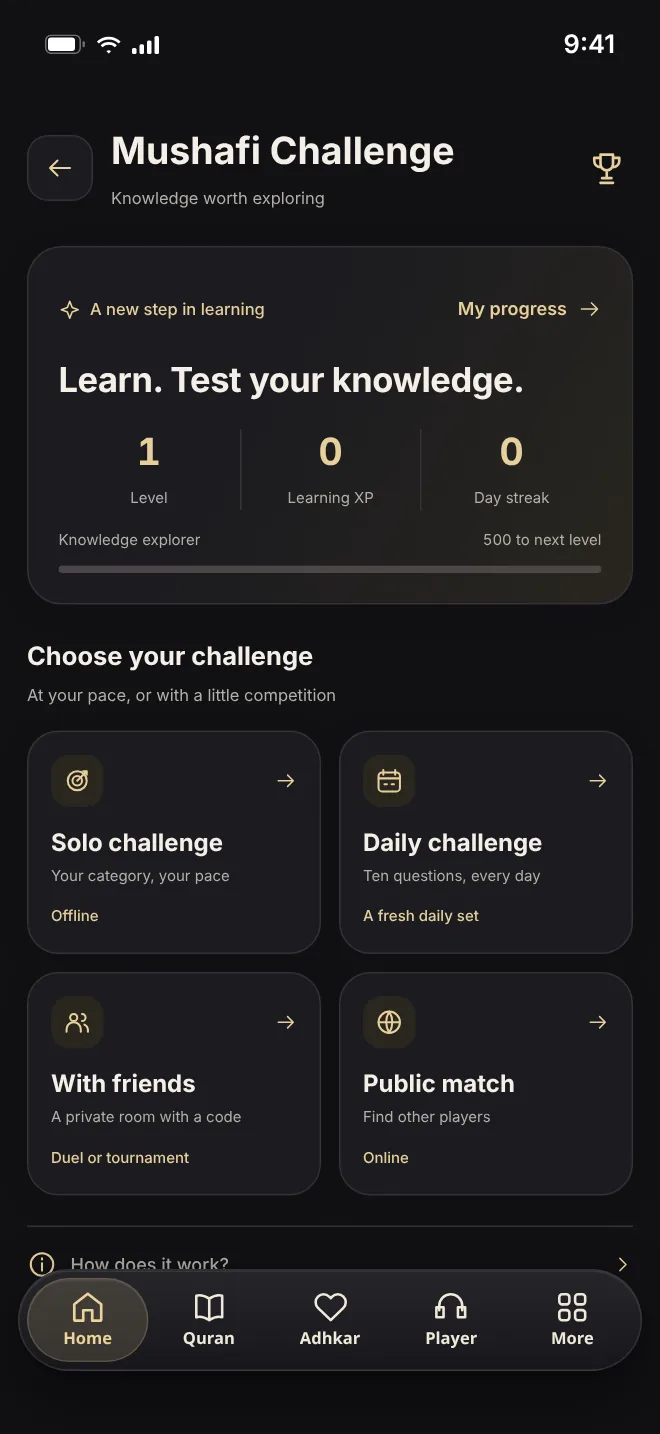 9:41
Mushafi Challenge
Knowledge worth exploring
A new step in learning
My progress
Learn. Test your knowledge.
1
0
0
Level
Learning XP
Day streak
Knowledge explorer
500 to next level
Choose your challenge
At your pace, or with a little competition
Solo challenge
Your category, your pace
Offline
Daily challenge
Ten questions, every day
A fresh daily set
With friends
A private room with a code
Duel or tournament
Public match
Find other players
Online
How does it work?
Home
Quran
Adhkar
Player
More